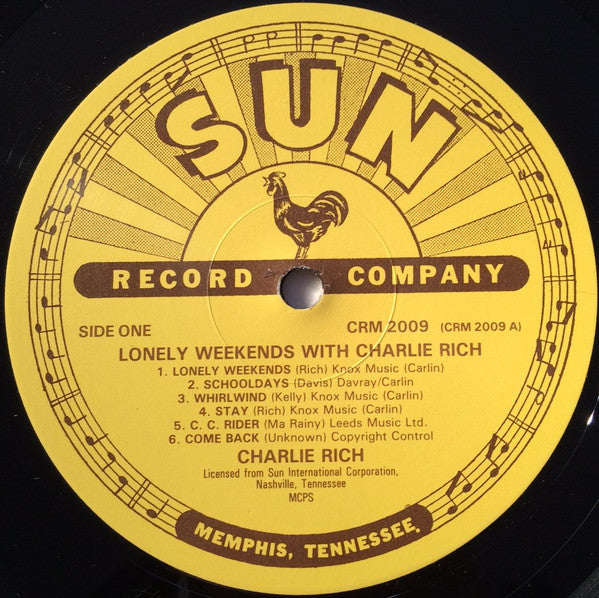 SUN
RECORD COMPANY
SIDE ONE
CRM 2009 (CRM 2009 A)
LONELY WEEKENDS WITH CHARLIE RICH
1. LONELY WEEKENDS (Rich) Knox Music (Carlin)
2. SCHOOLDAYS (Davis) Davray/Carlin
3. WHIRLWIND (Kelly) Knox Music (Carlin)
4. STAY (Rich) Knox Music (Carlin)
5. C. C. RIDER (Ma Rainy) Leeds Music Ltd.
6. COME BACK (Unknown) Copyright Control
CHARLIE RICH
Licensed from Sun International Corporation,
Nashville, Tennessee
MCPS
MEMPHIS, TENNESSEE.